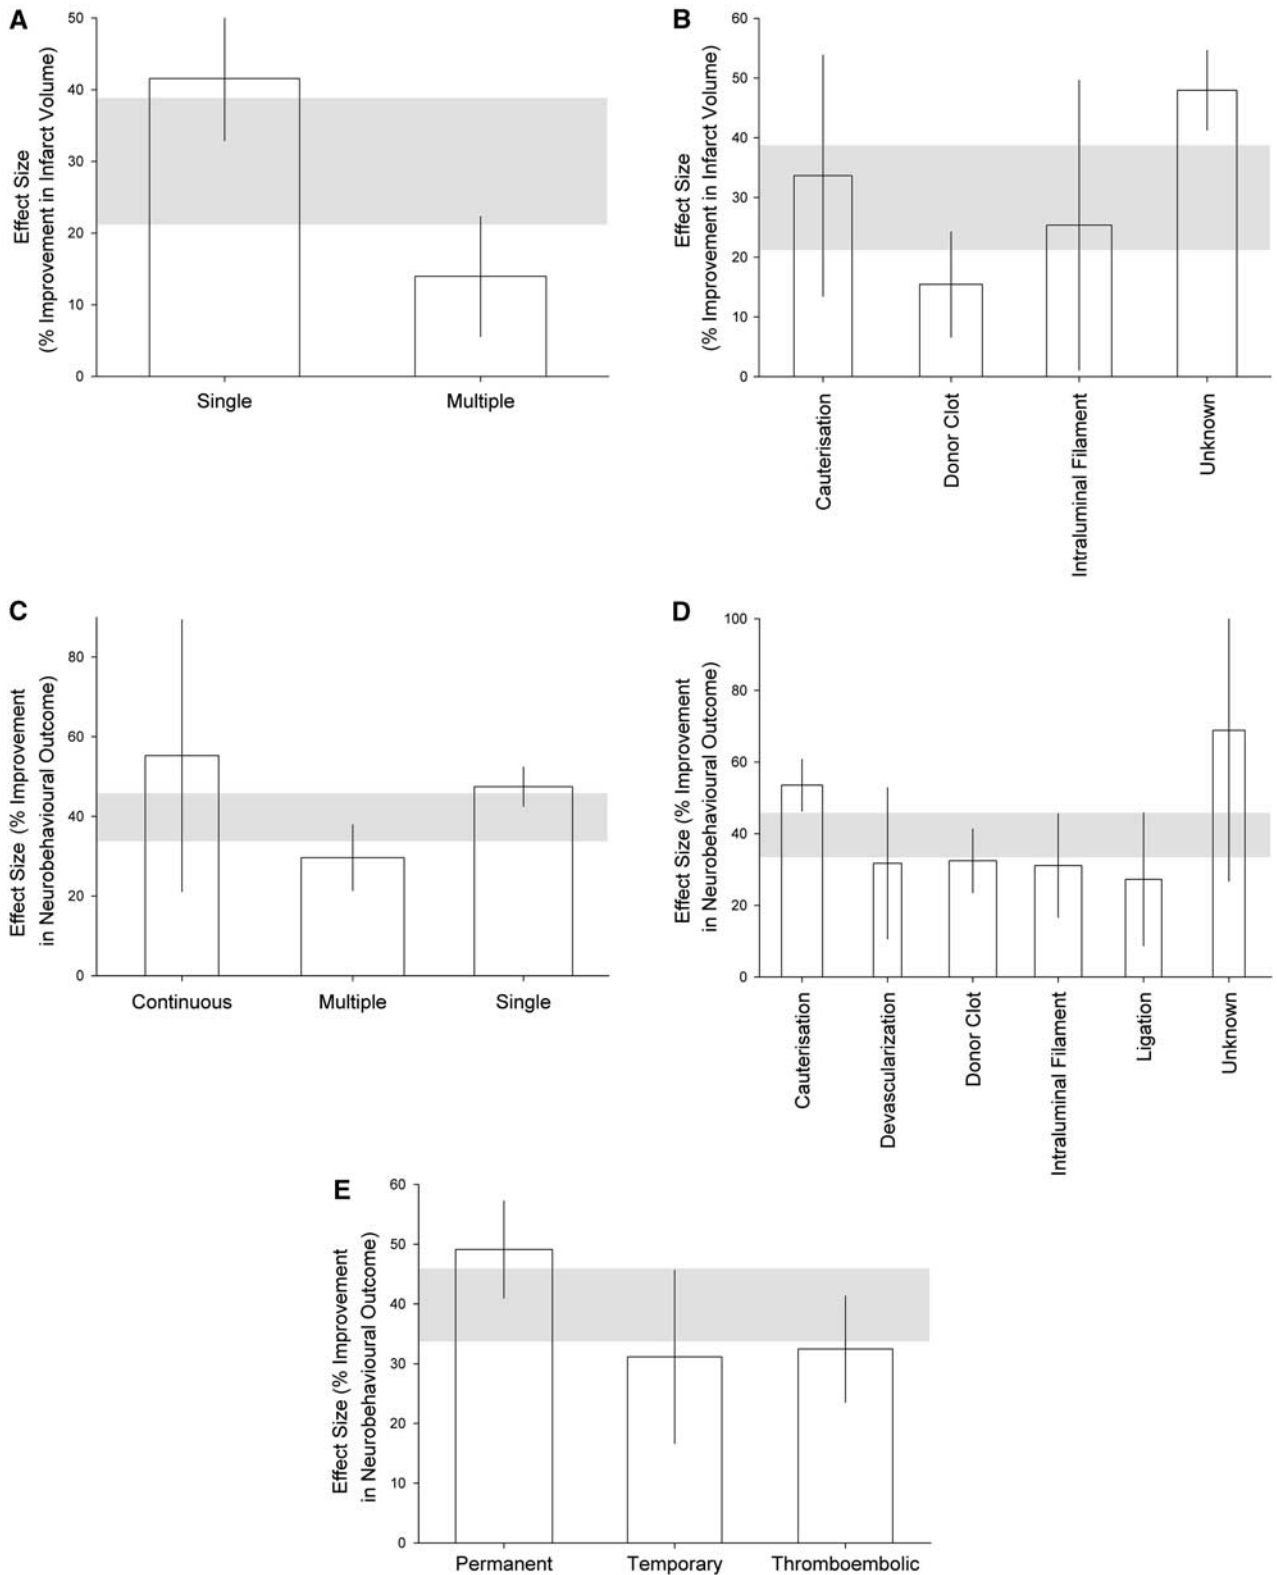 A
Effect Size
(% Improvement in Infarct Volume)
50
40
30
20
10
0
Single
Multiple
B
Effect Size
(% Improvement in Infarct Volume)
60
50
40
30
20
10
0
Cauterisation
Donor Clot
Intraluminal Filament
Unknown
C
Effect Size (% Improvement
in Neurobehavioural Outcome)
80
60
40
20
0
Continuous
Multiple
Single
D
Effect Size (% Improvement
in Neurobehavioural Outcome)
100
80
60
40
20
0
Cauterisation
Devascularization
Donor Clot
Intraluminal Filament
Ligation
Unknown
E
Effect Size (% Improvement
in Neurobehavioural Outcome)
60
50
40
30
20
10
0
Permanent
Temporary
Thromboembolic